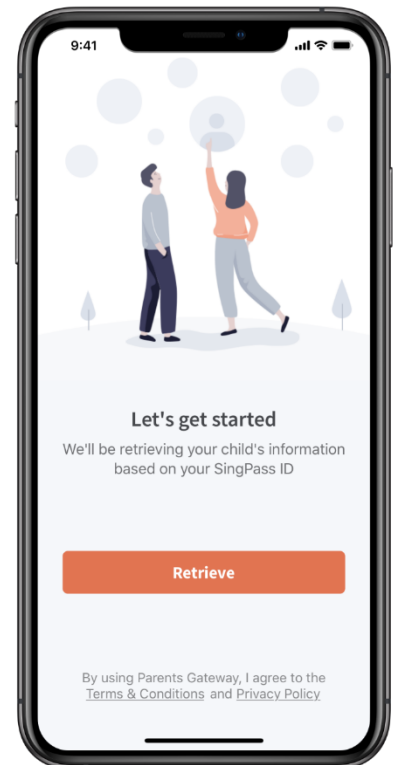 9:41
Let's get started
We'll be retrieving your child's information
based on your SingPass ID
Retrieve
By using Parents Gateway, I agree to the
Terms & Conditions and Privacy Policy